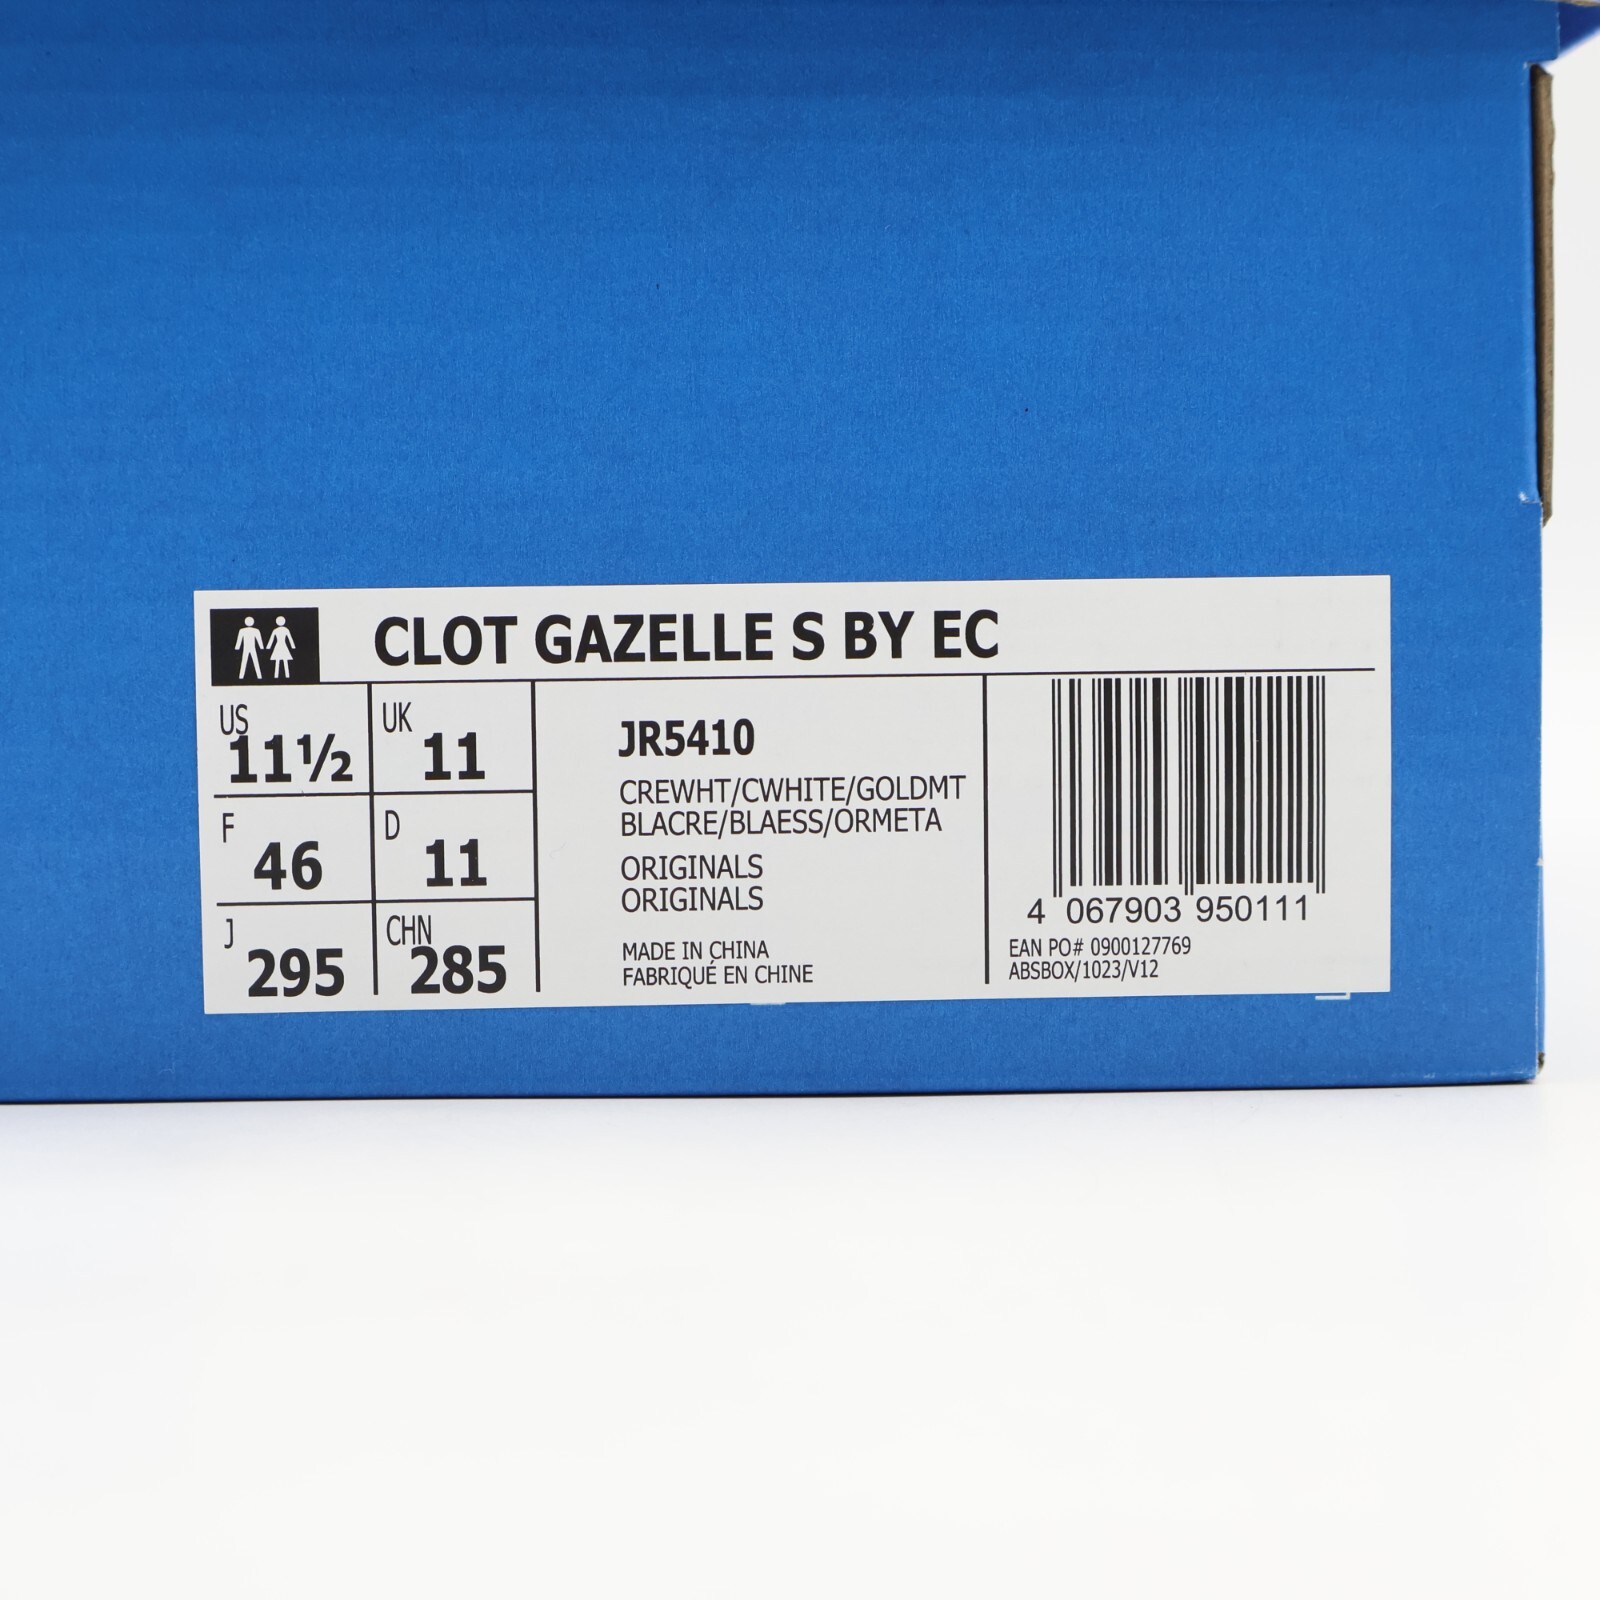 CLOT GAZELLE S BY EC
US
11½
UK
11
F
46
D
11
J
295
CHN
285
JR5410
CREWHT/CWHITE/GOLDMT
BLACRE/BLAESS/ORMETA
ORIGINALS
ORIGINALS
MADE IN CHINA
FABRIQUÉ EN CHINE
4 067903 950111
EAN PO# 0900127769
ABSBOX/1023/V12